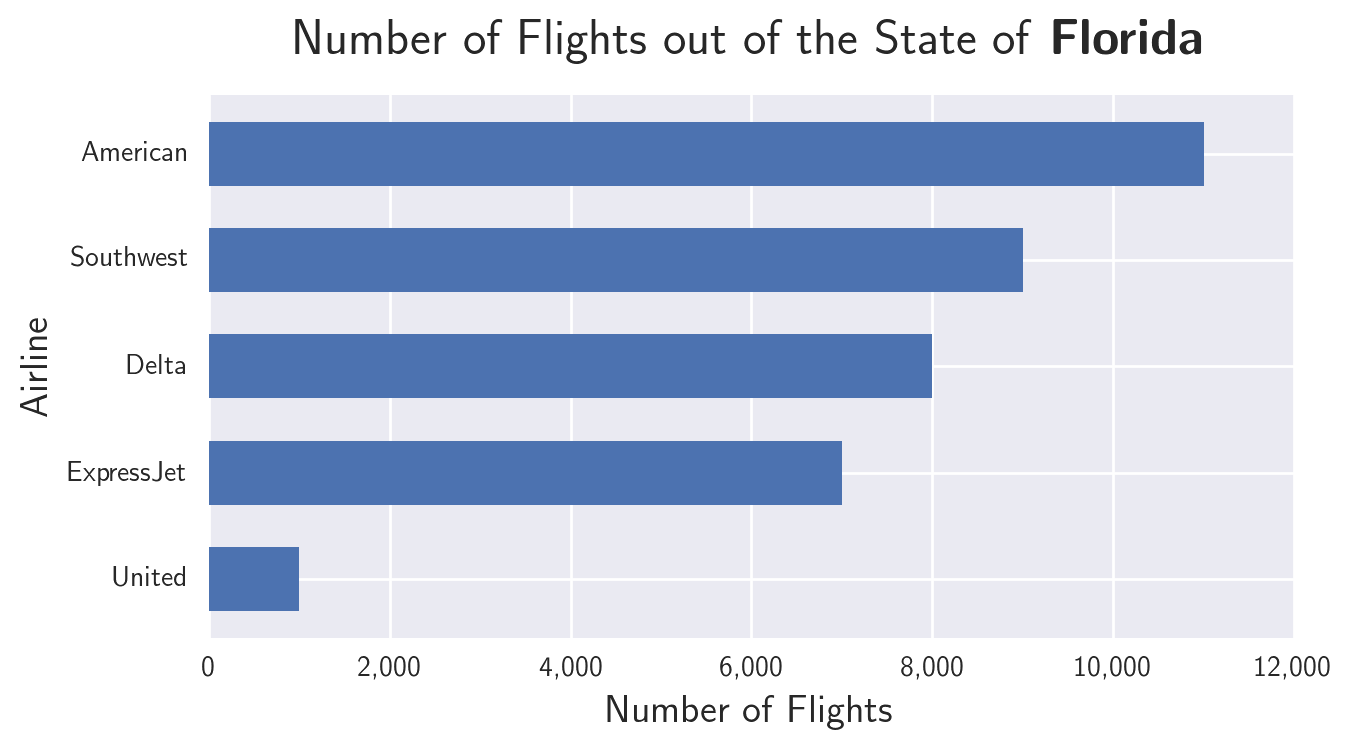 Number of Flights out of the State of Florida
American
Southwest
Delta
ExpressJet
United
Airline
0 2,000 4,000 6,000 8,000 10,000 12,000
Number of Flights